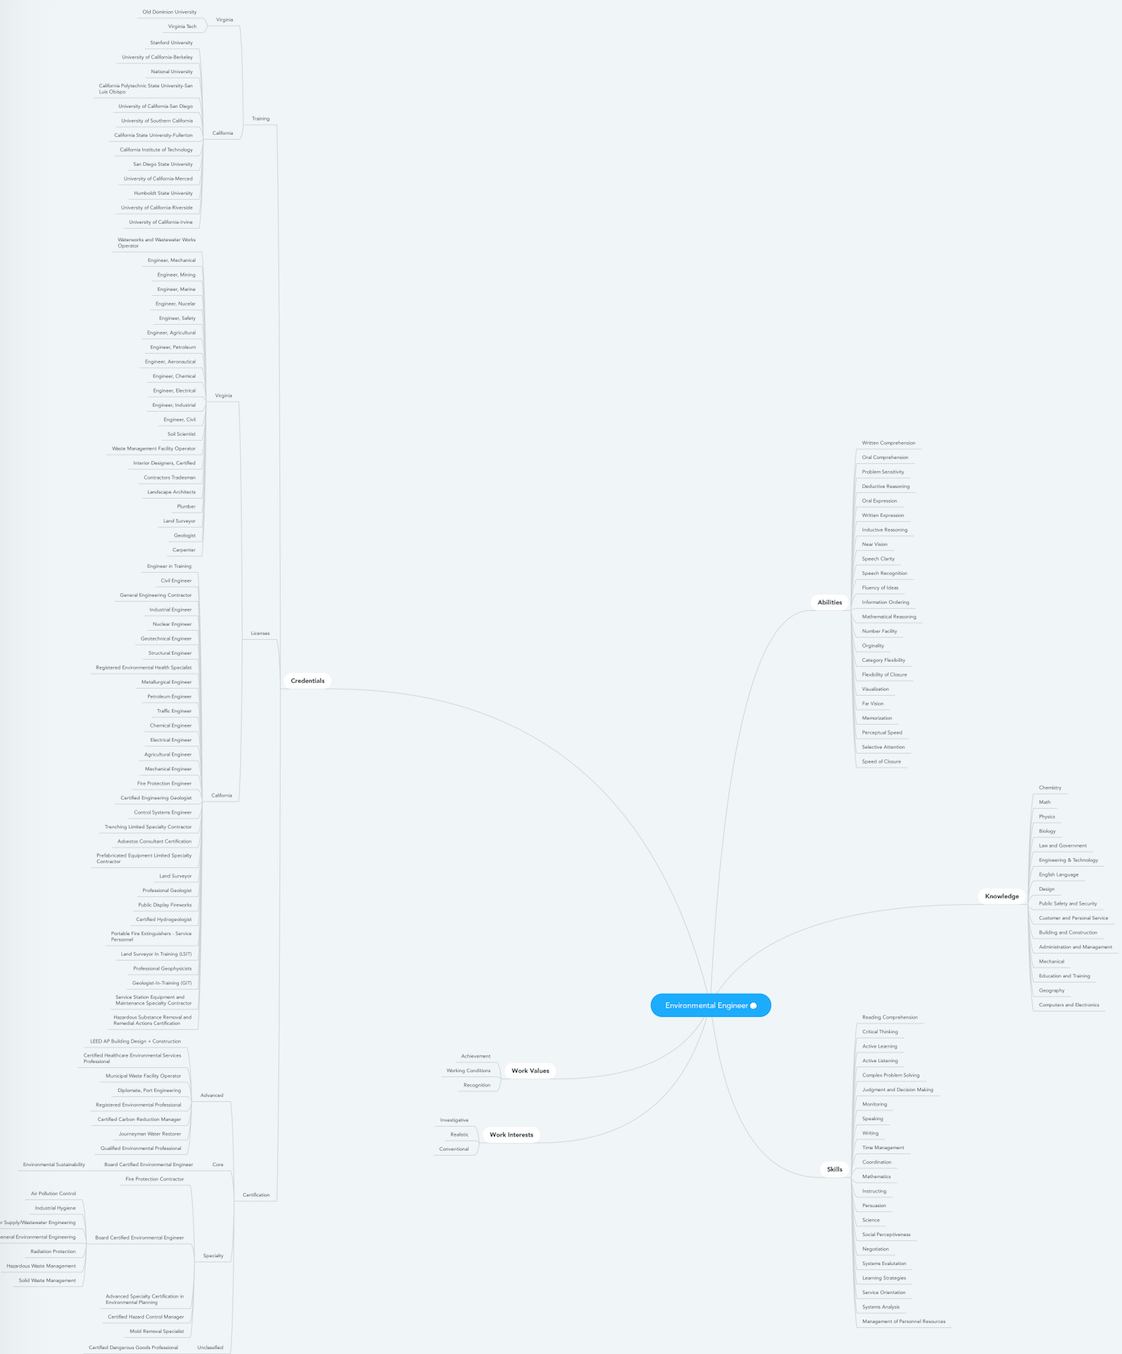 Old Dominion University
Virginia Tech
Virginia
Stanford University
University of California-Berkeley
National University
California Polytechnic State University-San
Luis Obispo
University of California-San Diego
University of Southern California
California State University-Fullerton
California Institute of Technology
San Diego State University
University of California-Merced
Humboldt State University
University of California-Riverside
University of California-Irvine
California
Training
Waterworks and Wastewater Works
Operator
Engineer, Mechanical
Engineer, Mining
Engineer, Marine
Engineer, Nucelar
Engineer, Safety
Engineer, Agricultural
Engineer, Petroleum
Engineer, Aeronautical
Engineer, Chemical
Engineer, Electrical
Engineer, Industrial
Engineer, Civil
Soil Scientist
Waste Management Facility Operator
Interior Designers, Certified
Contractors Tradesman
Landscape Architects
Plumber
Land Surveyor
Geologist
Carpenter
Virginia
Engineer in Training
Civil Engineer
General Engineering Contractor
Industrial Engineer
Nuclear Engineer
Geotechnical Engineer
Structural Engineer
Registered Environmental Health Specialist
Metallurgical Engineer
Petroleum Engineer
Traffic Engineer
Chemical Engineer
Electrical Engineer
Agricultural Engineer
Mechanical Engineer
Fire Protection Engineer
Certified Engineering Geologist
Control Systems Engineer
Trenching Limited Specialty Contractor
Asbestos Consultant Certification
Prefabricated Equipment Limited Specialty
Contractor
Land Surveyor
Professional Geologist
Public Display Fireworks
Certified Hydrogeologist
Portable Fire Extinguishers - Service
Personnel
Land Surveyor In Training (LSIT)
Professional Geophysicists
Geologist-In-Training (GIT)
Service Station Equipment and
Maintenance Specialty Contractor
Hazardous Substance Removal and
Remedial Actions Certification
California
Licenses
LEED AP Building Design + Construction
Certified Healthcare Environmental Services
Professional
Municipal Waste Facility Operator
Diplomate, Port Engineering
Registered Environmental Professional
Certified Carbon Reduction Manager
Journeyman Water Restorer
Qualified Environmental Professional
Advanced
Environmental Sustainability
Board Certified Environmental Engineer
Core
Fire Protection Contractor
Air Pollution Control
Industrial Hygiene
Supply/Wastewater Engineering
Environmental Engineering
Radiation Protection
Hazardous Waste Management
Solid Waste Management
Board Certified Environmental Engineer
Advanced Specialty Certification in
Environmental Planning
Certified Hazard Control Manager
Mold Removal Specialist
Specialty
Certified Dangerous Goods Professional
Unclassified
Certification
Credentials
Achievement
Working Conditions
Recognition
Work Values
Investigative
Realistic
Conventional
Work Interests
Environmental Engineer
Abilities
Written Comprehension
Oral Comprehension
Problem Sensitivity
Deductive Reasoning
Oral Expression
Written Expression
Inductive Reasoning
Near Vision
Speech Clarity
Speech Recognition
Fluency of Ideas
Information Ordering
Mathematical Reasoning
Number Facility
Orginality
Category Flexibility
Flexibility of Closure
Visualization
Far Vision
Memorization
Perceptual Speed
Selective Attention
Speed of Closure
Knowledge
Chemistry
Math
Physics
Biology
Law and Government
Engineering & Technology
English Language
Design
Public Safety and Security
Customer and Personal Service
Building and Construction
Administration and Management
Mechanical
Education and Training
Geography
Computers and Electronics
Skills
Reading Comprehension
Critical Thinking
Active Learning
Active Listening
Complex Problem Solving
Judgment and Decision Making
Monitoring
Speaking
Writing
Time Management
Coordination
Mathematics
Instructing
Persuasion
Science
Social Perceptiveness
Negotiation
Systems Evalutation
Learning Strategies
Service Orientation
Systems Analysis
Management of Personnel Resources